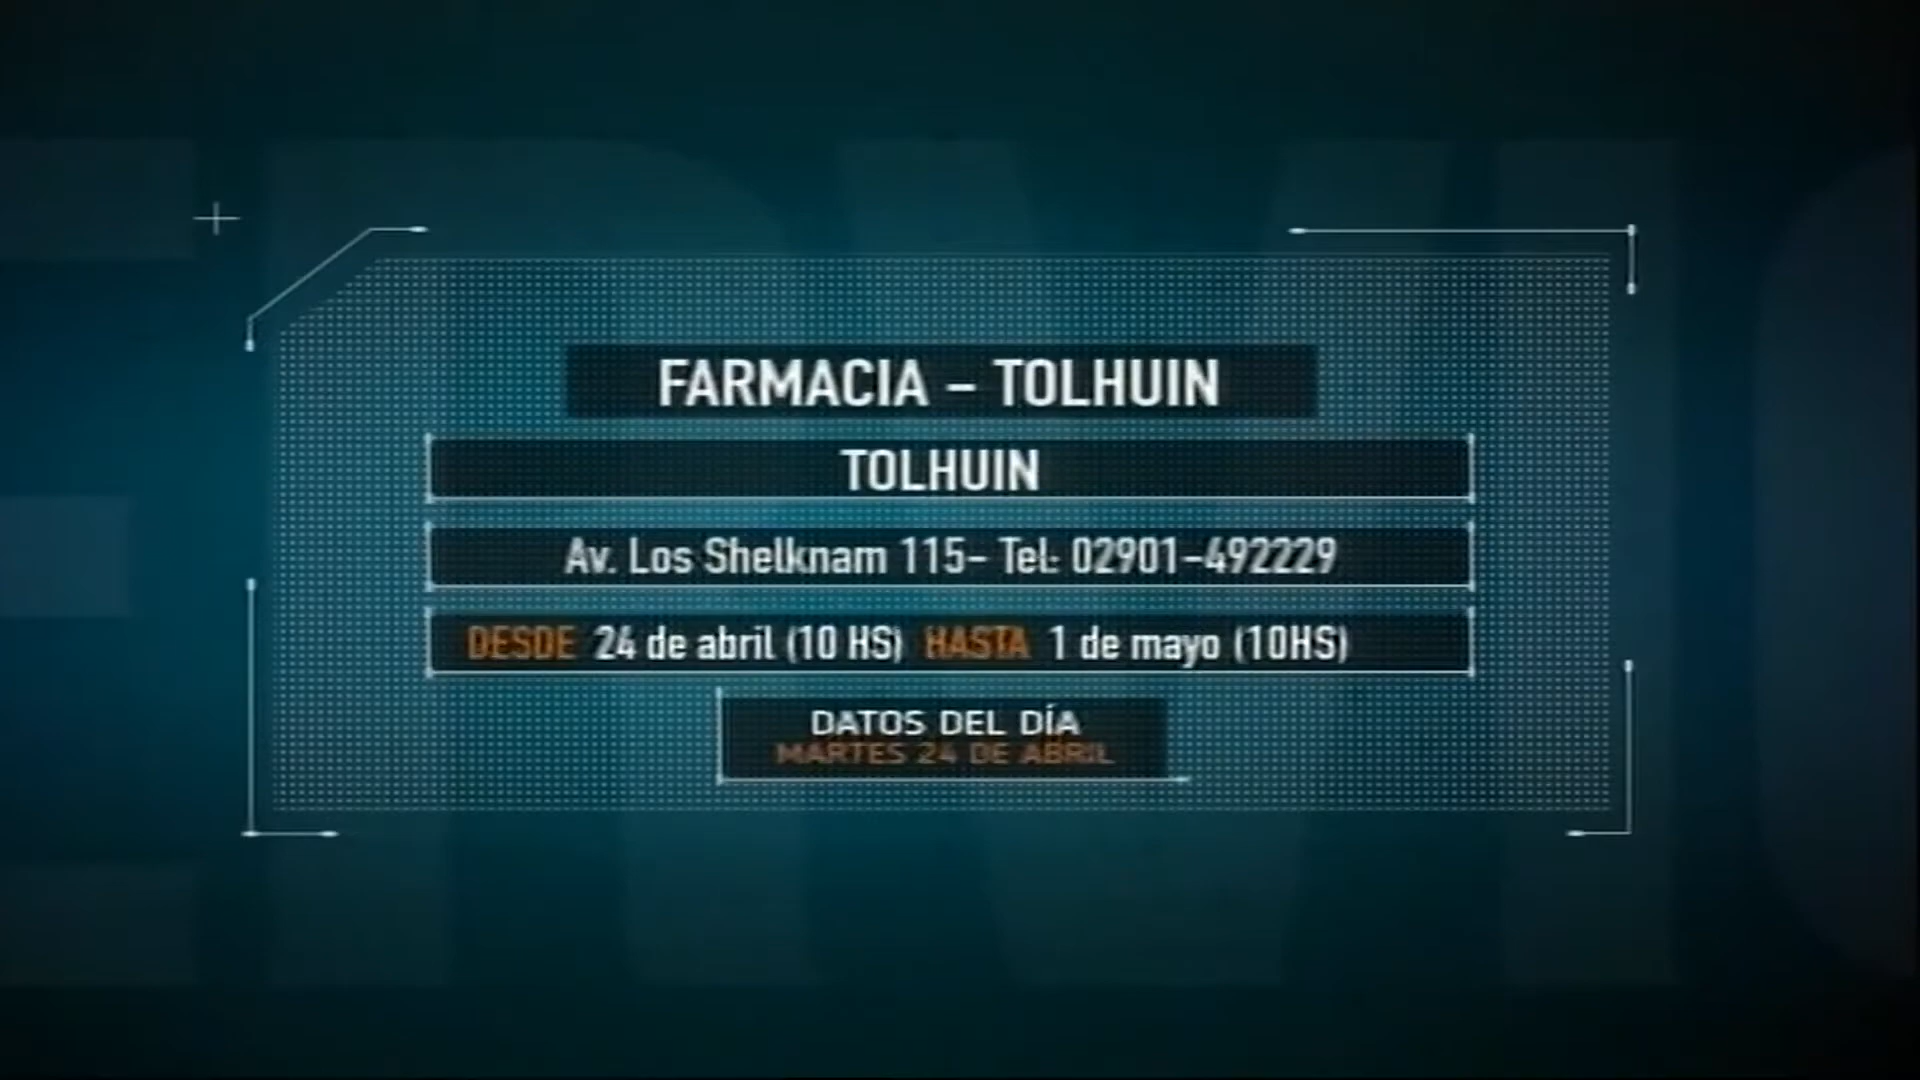 FARMACIA – TOLHUIN
TOLHUIN
Av. Los Shelknam 115- Tel: 02901-492229
DESDE 24 de abril (10 HS) HASTA 1 de mayo (10HS)
DATOS DEL DÍA
MARTES 24 DE ABRIL